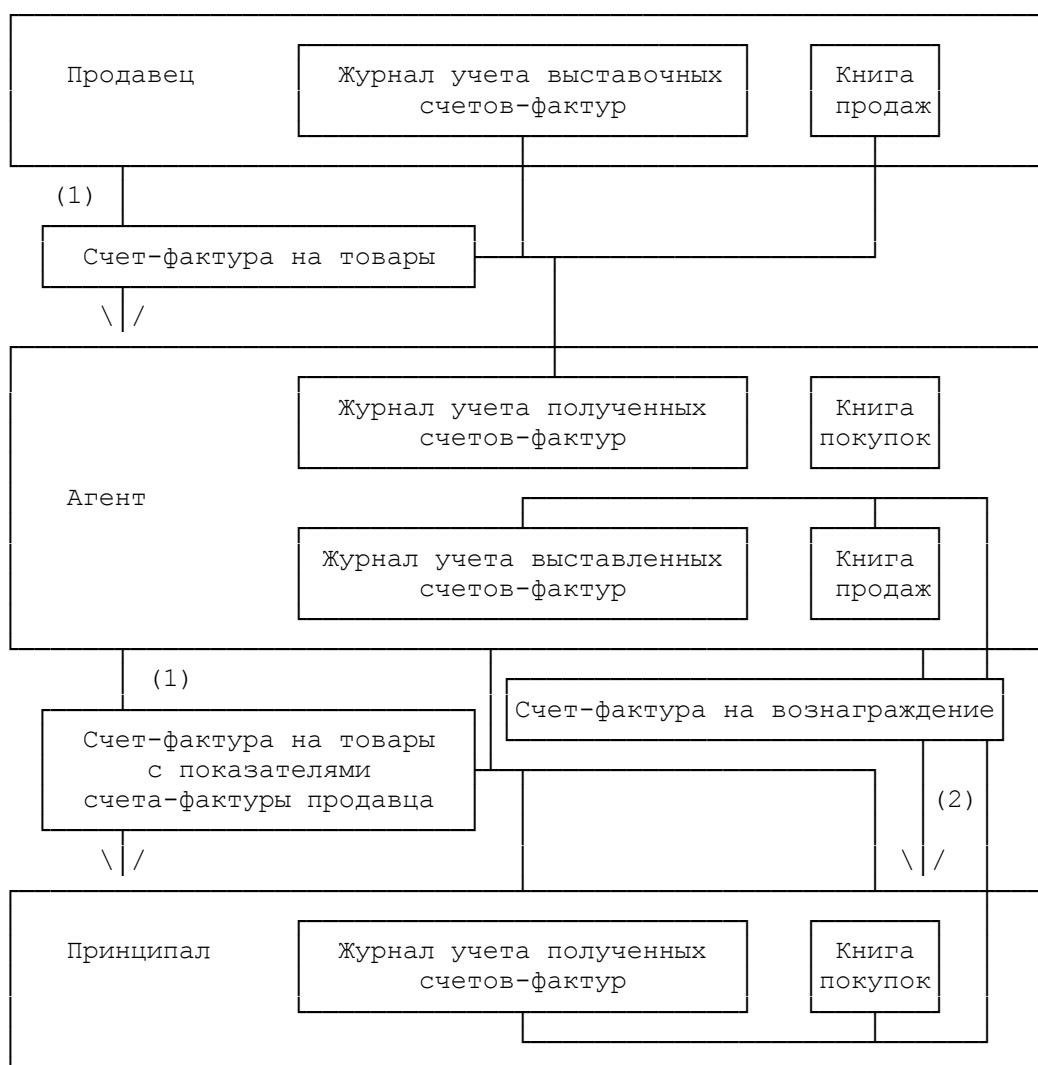 Продавец
Журнал учета выставочных
счетов-фактур
Книга
продаж
(1)
Счет-фактура на товары
Журнал учета полученных
счетов-фактур
Книга
покупок
Агент
Журнал учета выставленных
счетов-фактур
Книга
продаж
(1)
Счет-фактура на вознаграждение
Счет-фактура на товары
с показателями
счета-фактуры продавца
(2)
Принципал
Журнал учета полученных
счетов-фактур
Книга
покупок